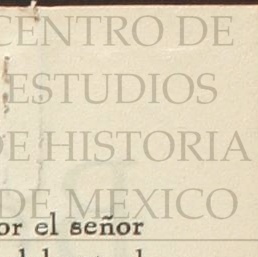 CENTRO DE
ESTUDIOS
DE HISTORIA
DE MEXICO
or el señor